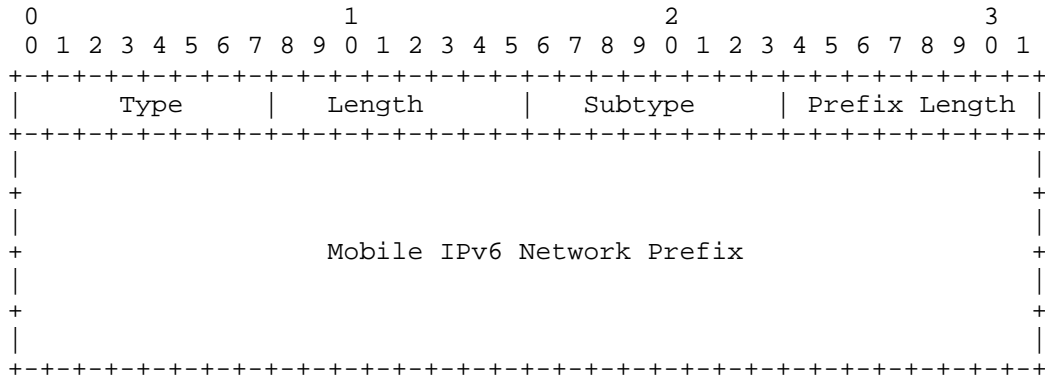 0                   1                   2                   3
 0 1 2 3 4 5 6 7 8 9 0 1 2 3 4 5 6 7 8 9 0 1 2 3 4 5 6 7 8 9 0 1
+-+-+-+-+-+-+-+-+-+-+-+-+-+-+-+-+-+-+-+-+-+-+-+-+-+-+-+-+-+-+-+-+
|      Type     |   Length      |   Subtype     | Prefix Length |
+-+-+-+-+-+-+-+-+-+-+-+-+-+-+-+-+-+-+-+-+-+-+-+-+-+-+-+-+-+-+-+-+
|                                                               |
+                                                               +
|                                                               |
+                   Mobile IPv6 Network Prefix                  +
|                                                               |
+                                                               +
|                                                               |
+-+-+-+-+-+-+-+-+-+-+-+-+-+-+-+-+-+-+-+-+-+-+-+-+-+-+-+-+-+-+-+-+